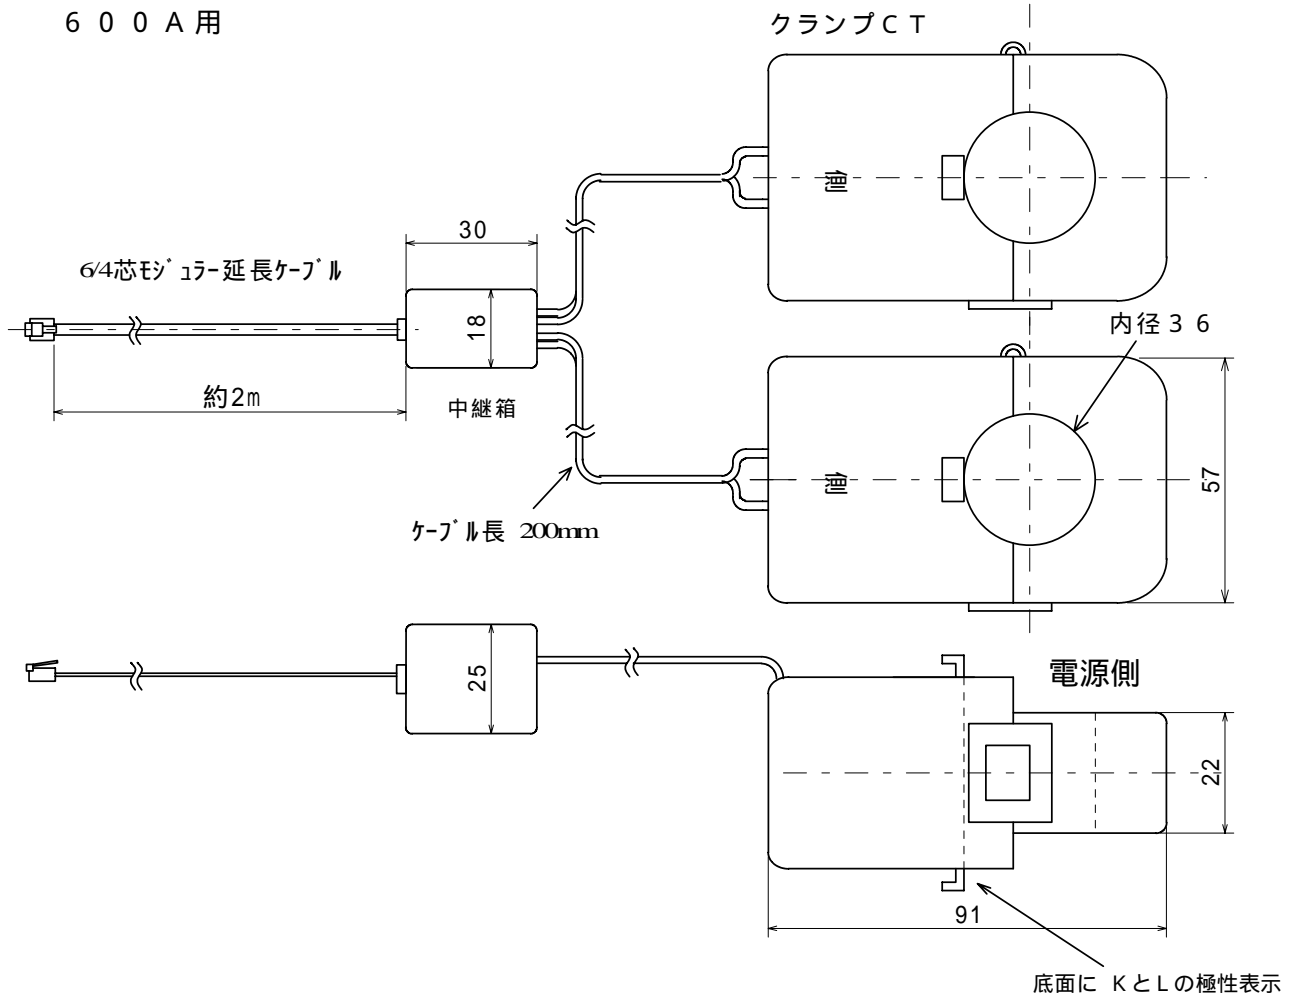 ６００Ａ用
クランプＣＴ
側
30
6/4芯ﾓｼﾞｭﾗｰ延長ｹｰﾌﾞﾙ
18
内径３６
約2m
中継箱
側
57
ｹｰﾌﾞﾙ長 200mm
25
電源側
22
91
底面に ＫとＬの極性表示